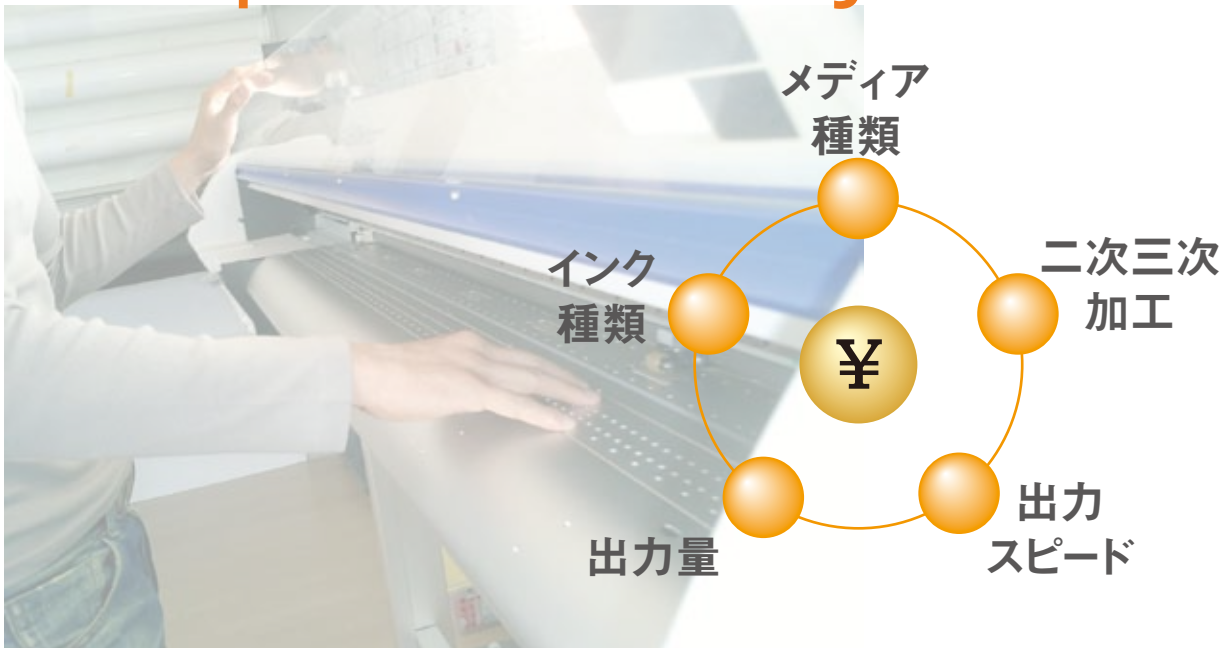 メディア
種類
二次三次
加工
インク
種類
¥
出力
スピード
出力量